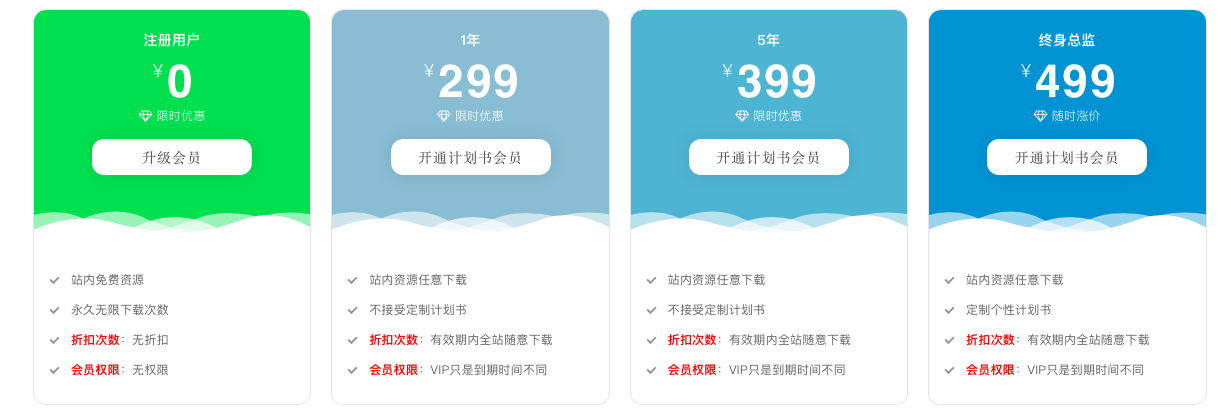 注册用户
¥0
限时优惠
升级会员
站内免费资源
永久无限下载次数
折扣次数：无折扣
会员权限：无权限
1年
¥299
限时优惠
开通计划书会员
站内资源任意下载
不接受定制计划书
折扣次数：有效期内全站随意下载
会员权限：VIP只是到期时间不同
5年
¥399
限时优惠
开通计划书会员
站内资源任意下载
不接受定制计划书
折扣次数：有效期内全站随意下载
会员权限：VIP只是到期时间不同
终身总监
¥499
随时涨价
开通计划书会员
站内资源任意下载
定制个性计划书
折扣次数：有效期内全站随意下载
会员权限：VIP只是到期时间不同